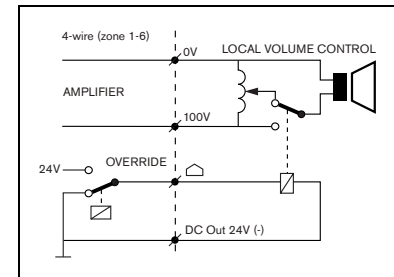 4-wire (zone 1-6)
0V
LOCAL VOLUME CONTROL
AMPLIFIER
100V
24V
OVERRIDE
DC Out 24V (-)